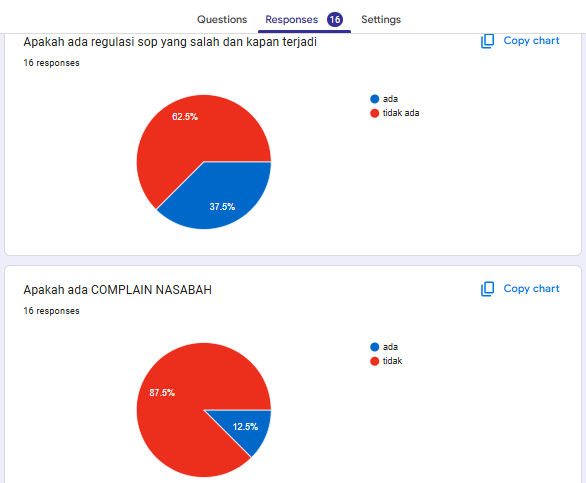 Questions Responses 16 Settings
Apakah ada regulasi sop yang salah dan kapan terjadi
Copy chart
16 responses
62.5%
37.5%
ada
tidak ada
Apakah ada COMPLAIN NASABAH
Copy chart
16 responses
87.5%
12.5%
ada
tidak